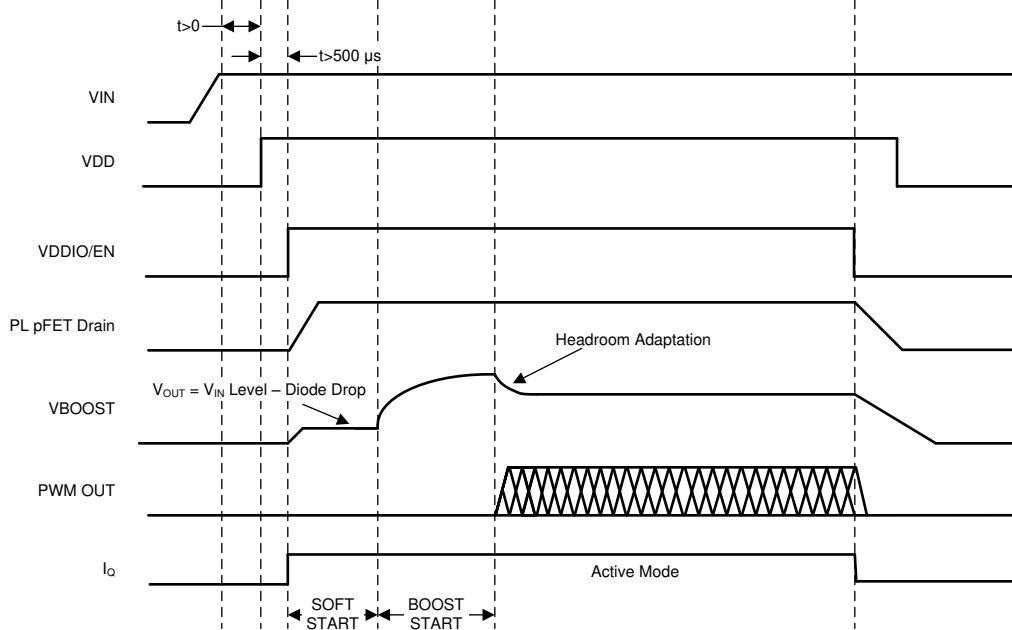 t>0
t>500 µs
VIN
VDD
VDDIO/EN
PL pFET Drain
Headroom Adaptation
VOUT = VIN Level – Diode Drop
VBOOST
PWM OUT
IQ
Active Mode
SOFT START
BOOST START